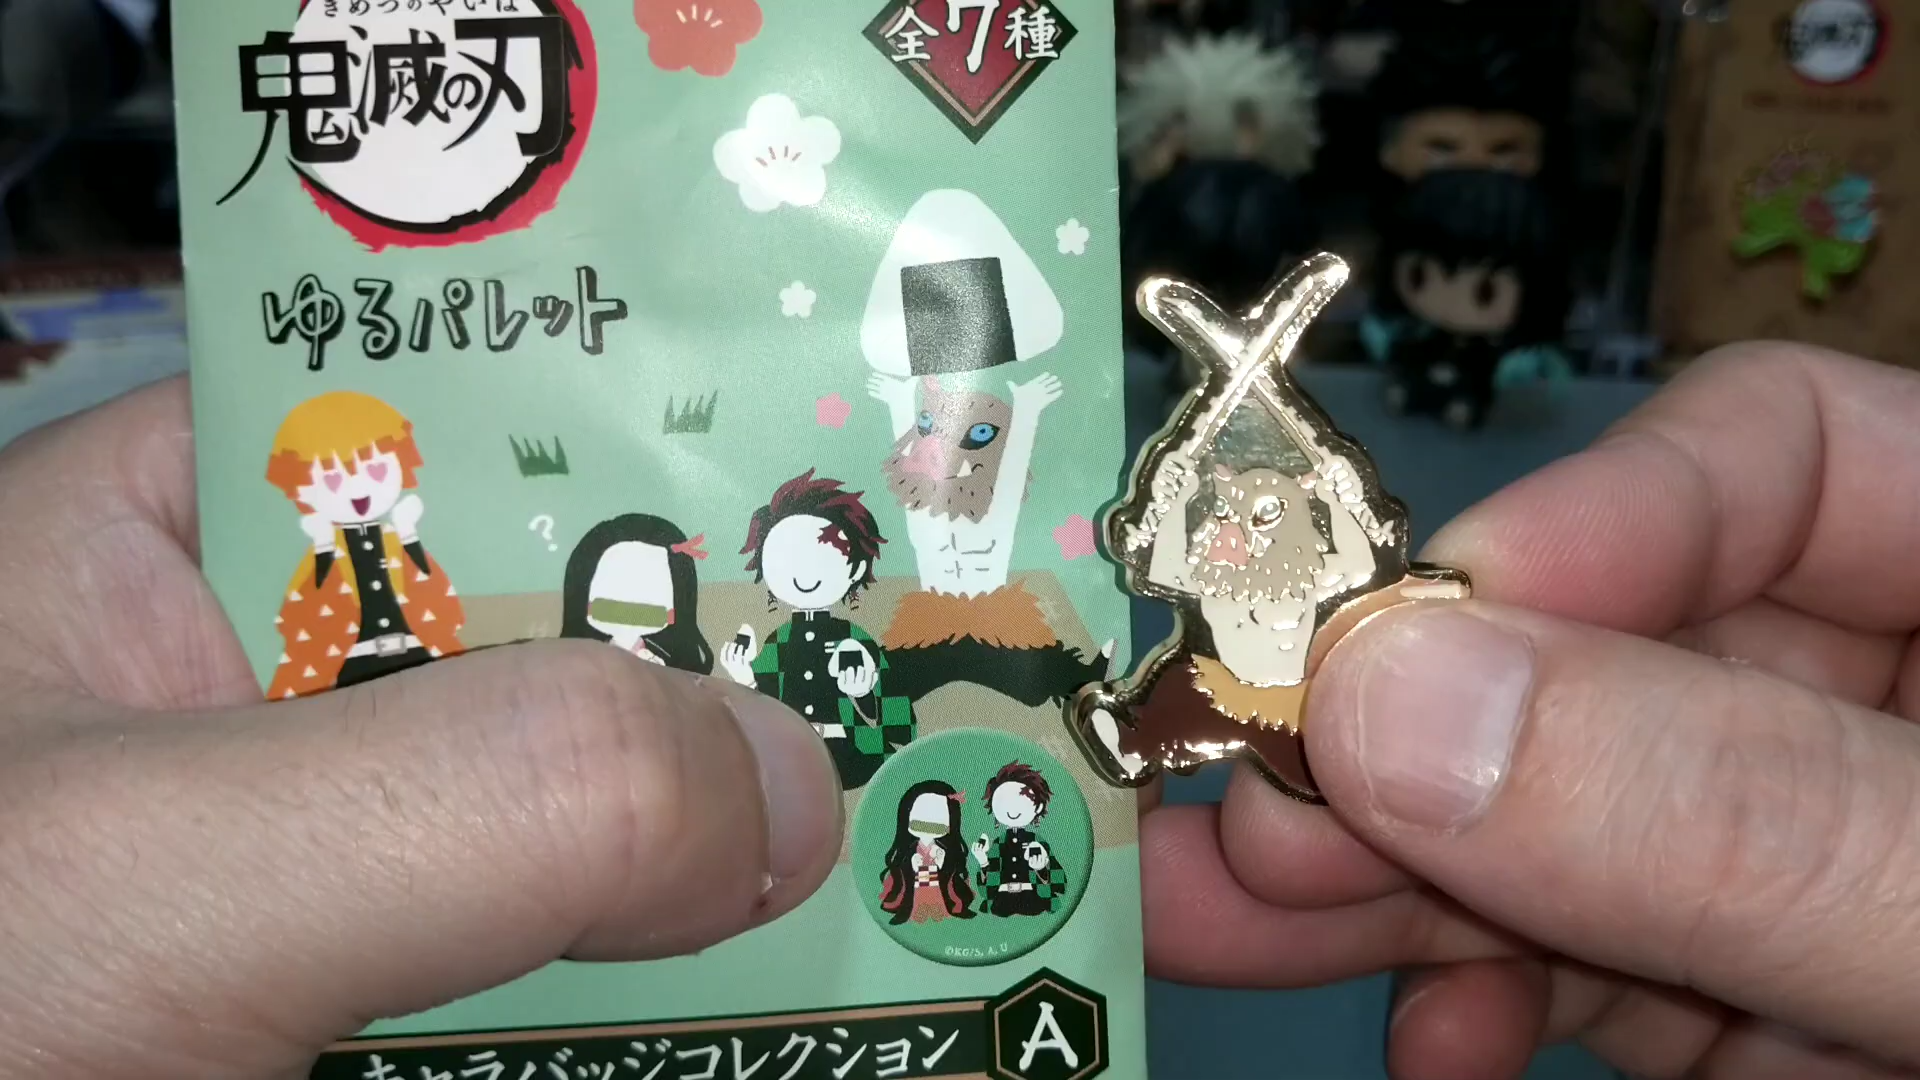 きめつのやいば
鬼滅の刃
全7種
ゆるパレット
?
©KG/S, A, U
キャラバッジコレクション
A